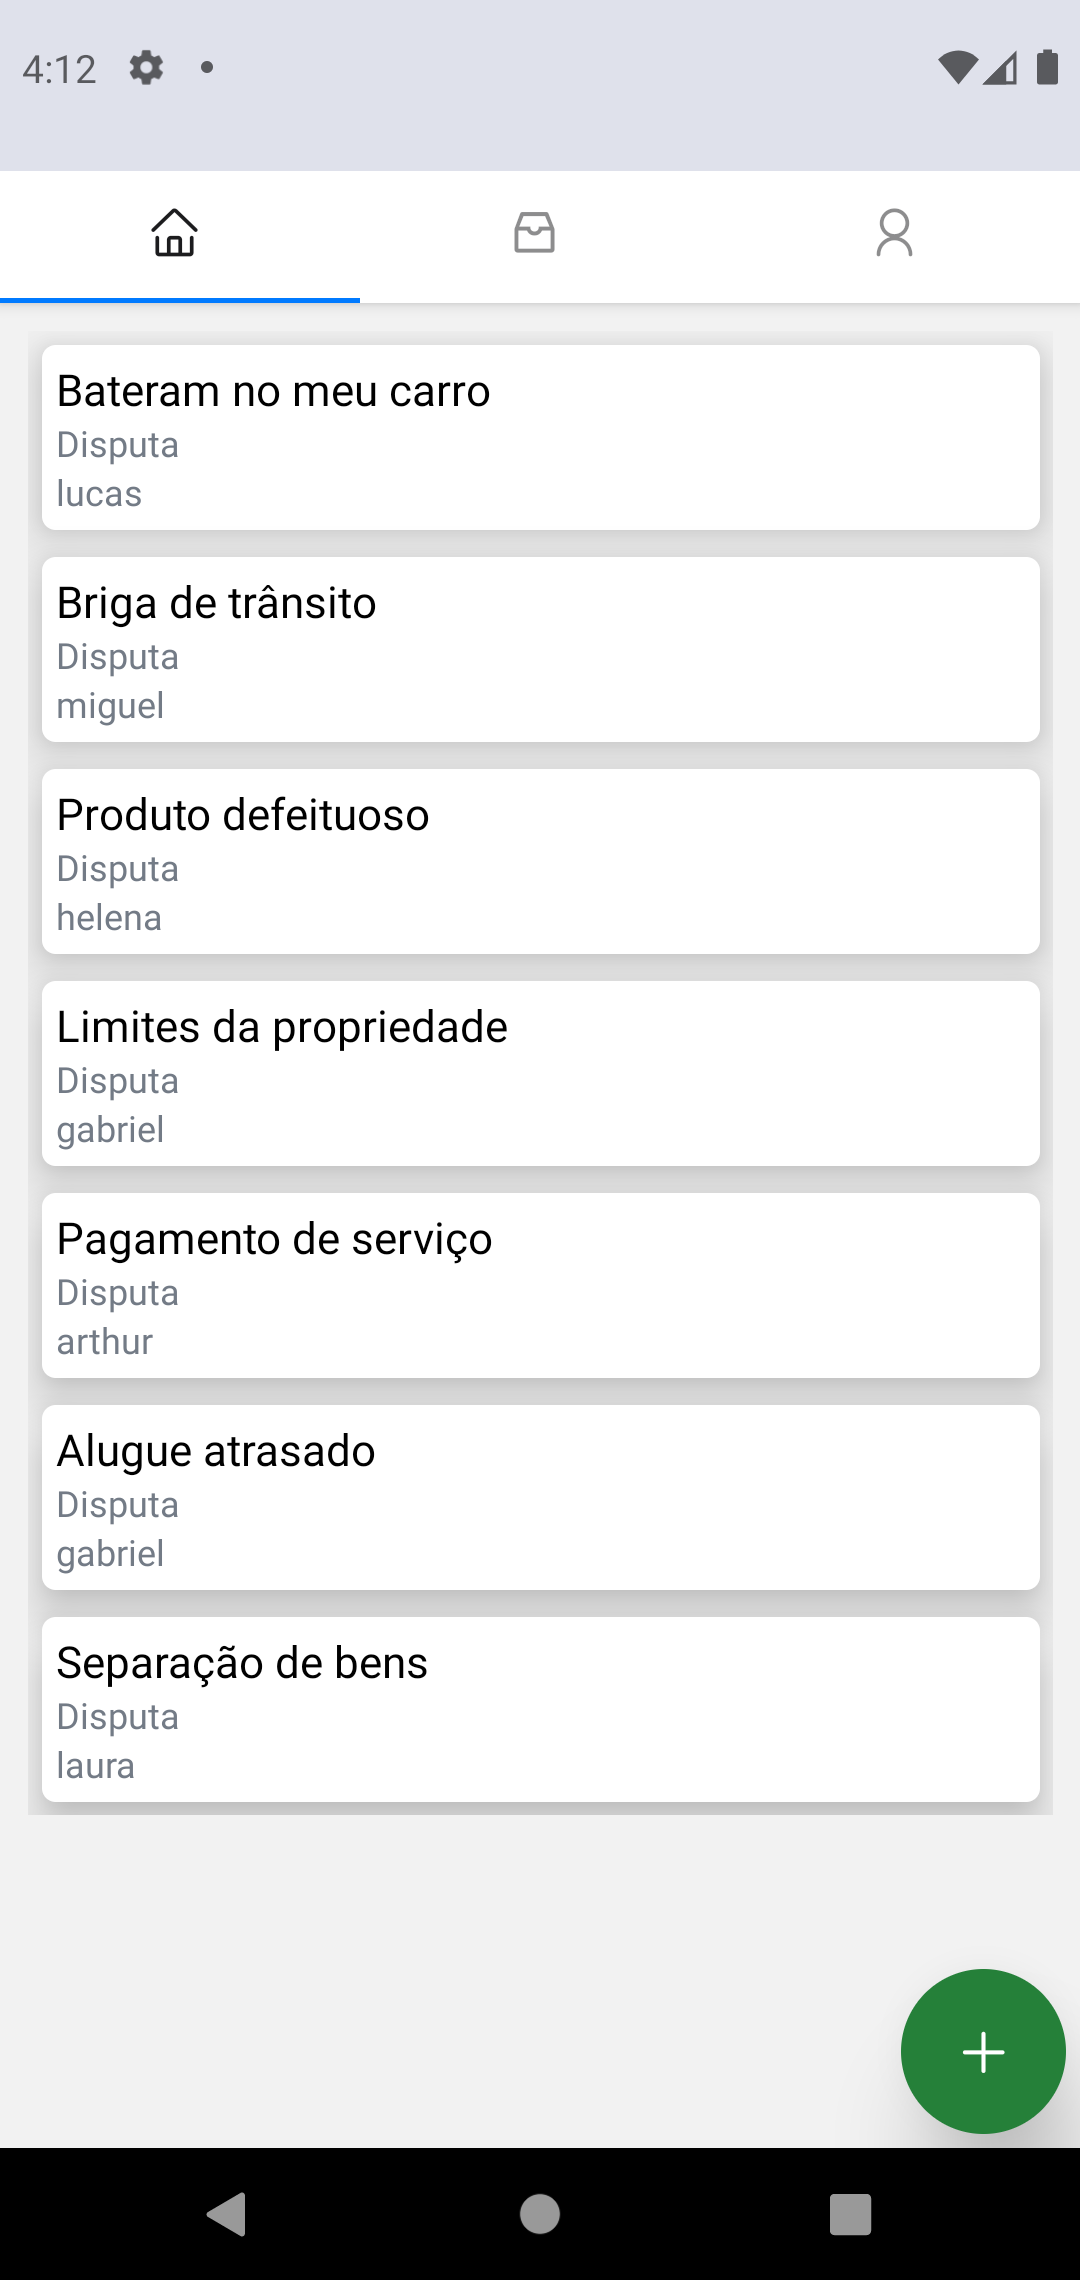 4:12
Bateram no meu carro
Disputa
lucas
Briga de trânsito
Disputa
miguel
Produto defeituoso
Disputa
helena
Limites da propriedade
Disputa
gabriel
Pagamento de serviço
Disputa
arthur
Alugue atrasado
Disputa
gabriel
Separação de bens
Disputa
laura